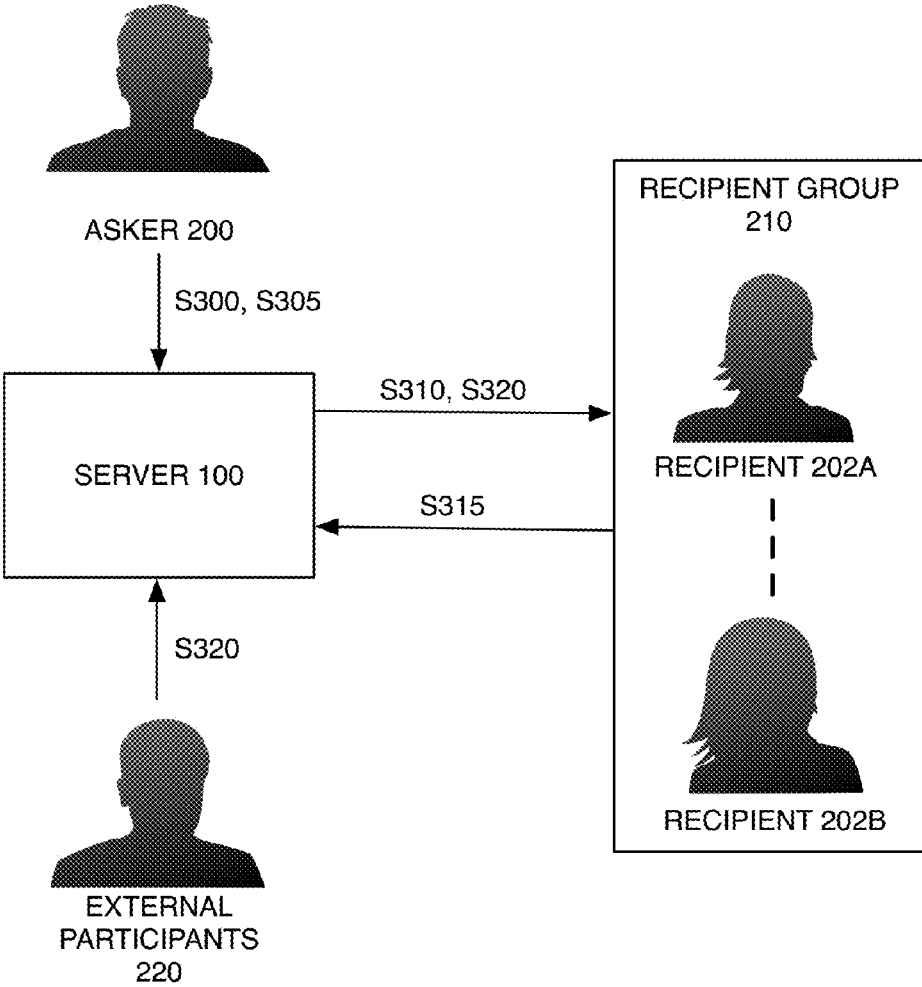 ASKER 200
S300, S305
SERVER 100
S310, S320
S315
S320
EXTERNAL
PARTICIPANTS
220
RECIPIENT GROUP
210
RECIPIENT 202A
RECIPIENT 202B